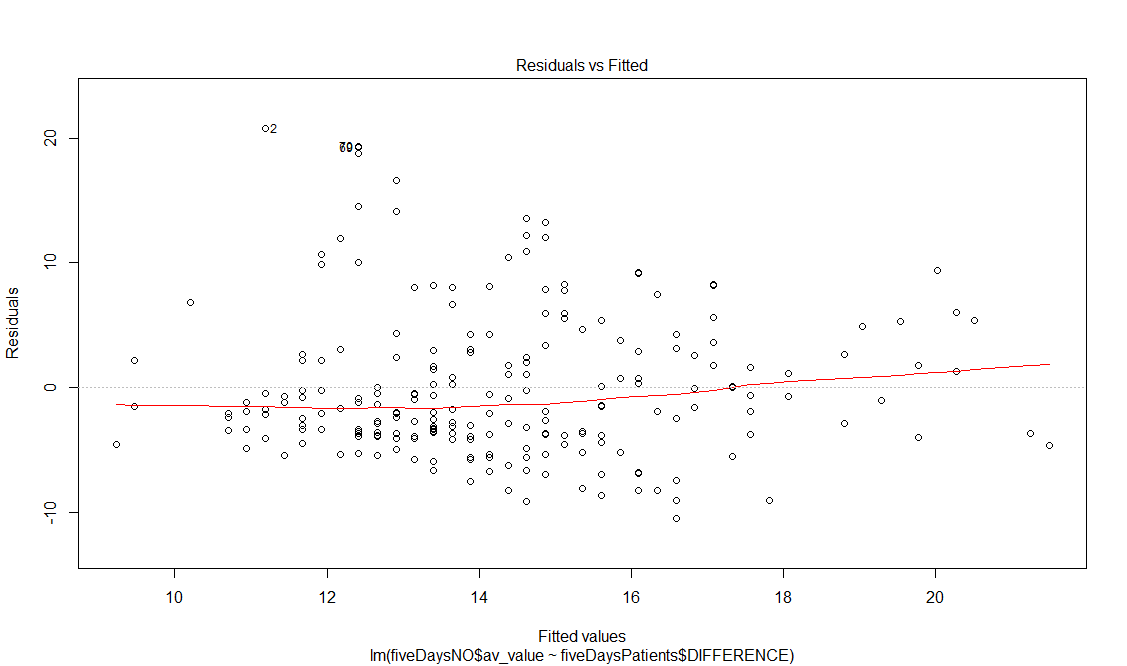 Residuals vs Fitted
Residuals
20
10
0
-10
2
10
12
14
16
18
20
Fitted values
lm(fiveDaysNO$av_value ~ fiveDaysPatients$DIFFERENCE)